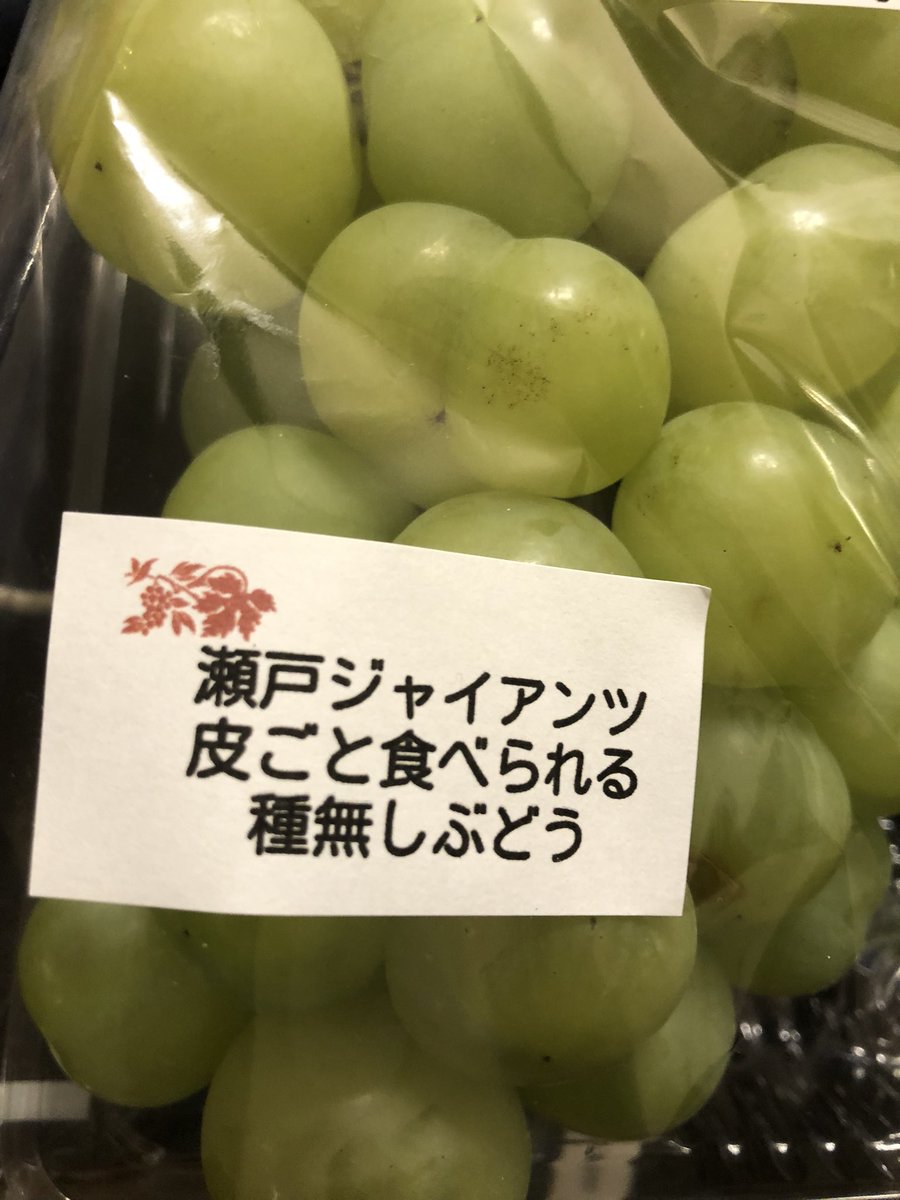 瀬戸ジャイアンツ
皮ごと食べられる
種無しぶどう